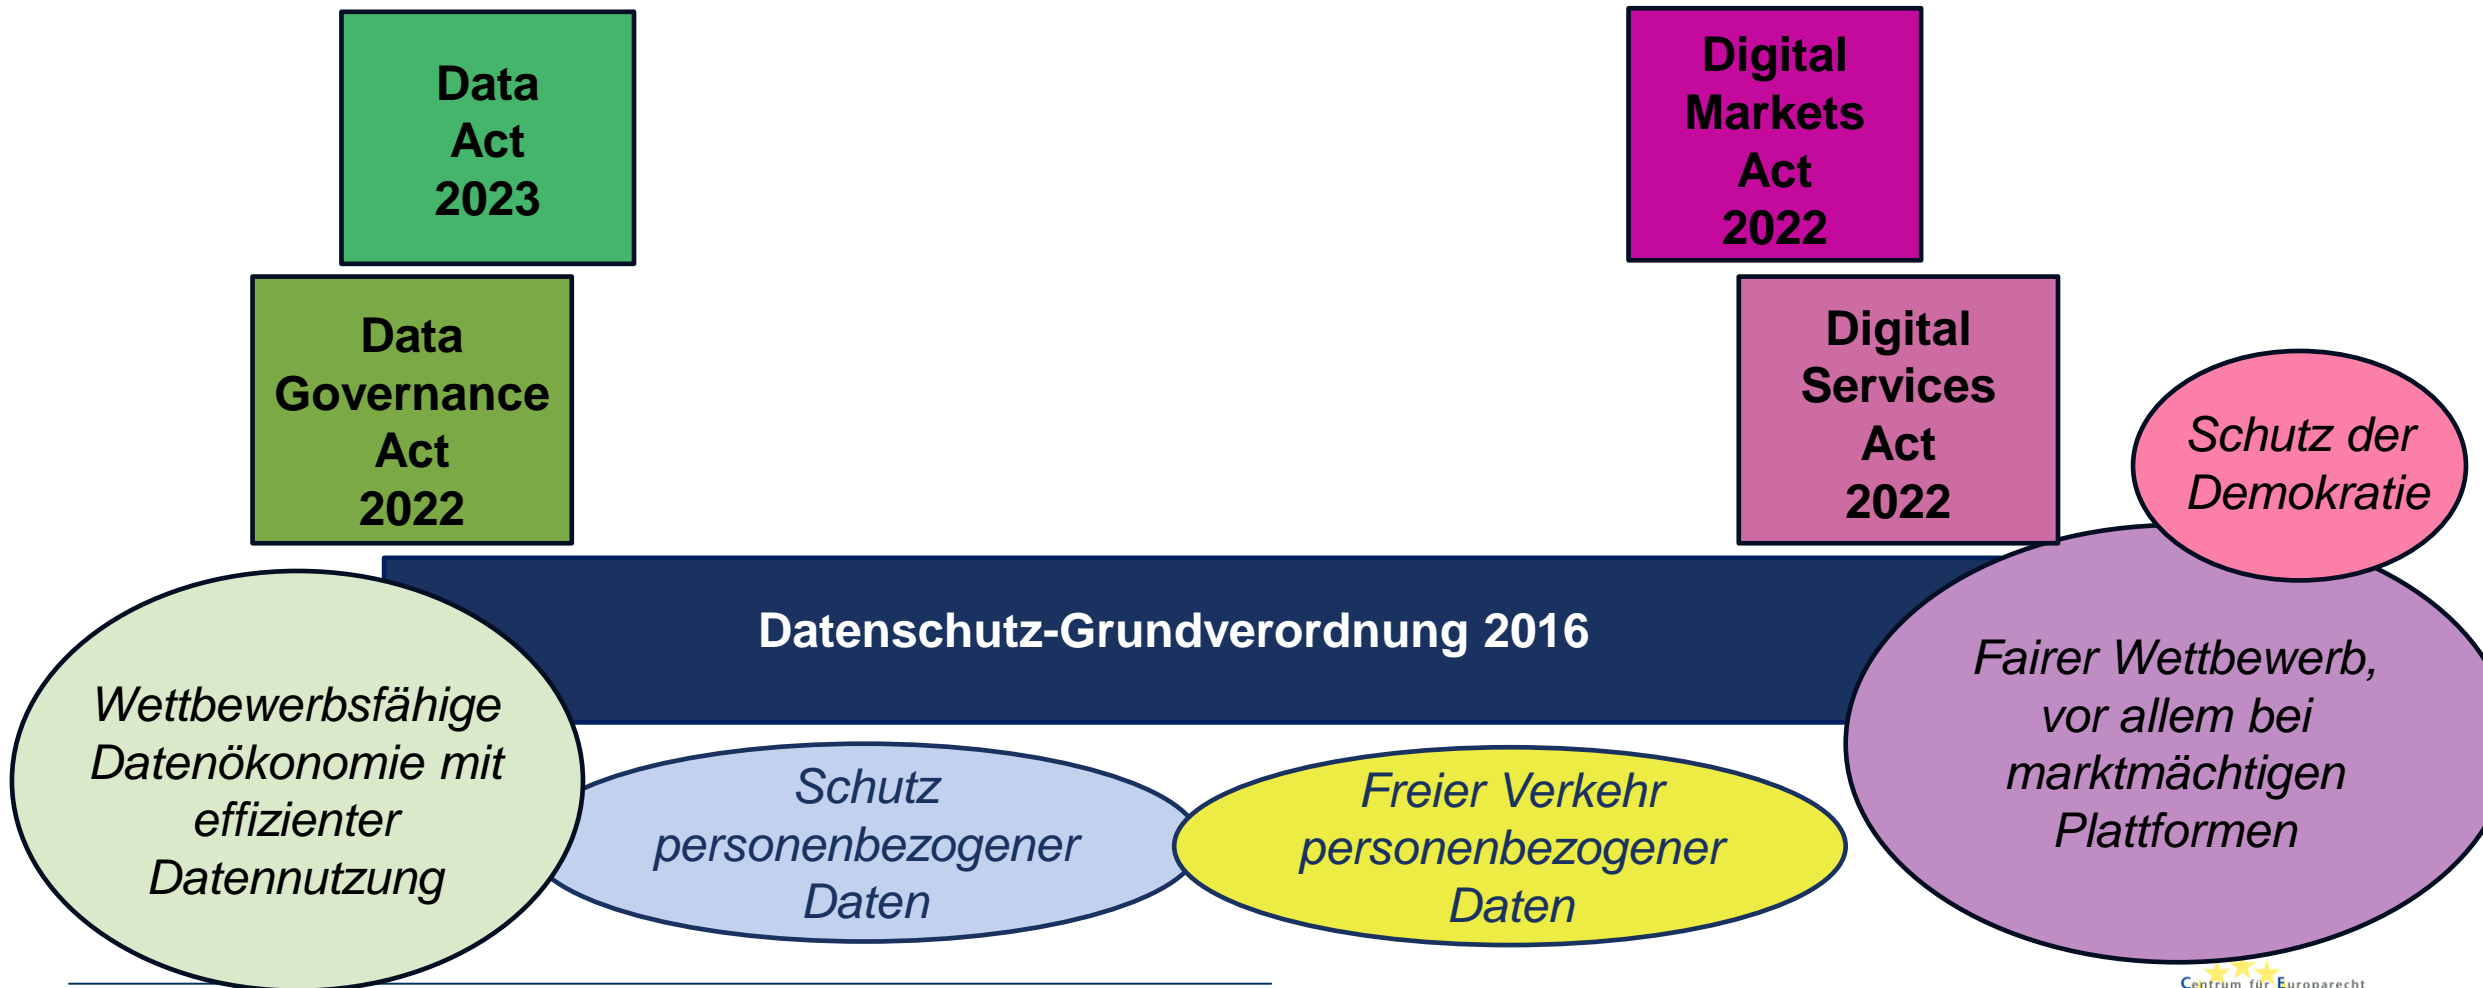 Data
Act
2023
Digital
Markets
Act
2022
Data
Governance
Act
2022
Digital
Services
Act
2022
Schutz der
Demokratie
Datenschutz-Grundverordnung 2016
Wettbewerbsfähige
Datenökonomie mit
effizienter
Datennutzung
Schutz
personenbezogener
Daten
Freier Verkehr
personenbezogener
Daten
Fairer Wettbewerb,
vor allem bei
marktmächtigen
Plattformen
Centrum für Europarecht